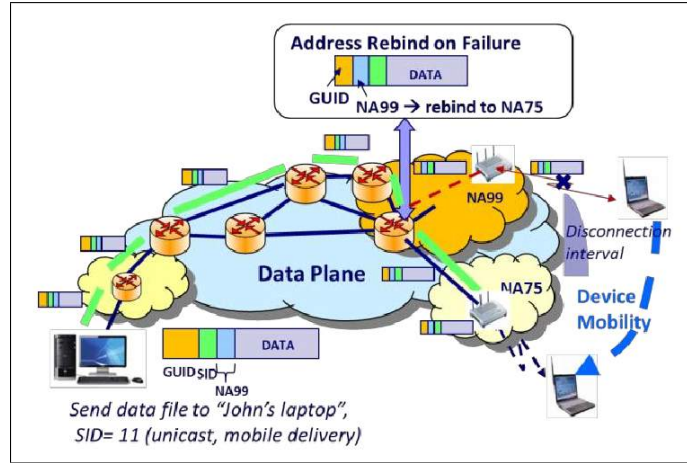 Address Rebind on Failure
DATA
GUID
NA99 → rebind to NA75
NA99
Disconnection
interval
Data Plane
NA75
Device
Mobility
DATA
GUID SID
NA99
Send data file to “John’s laptop”,
SID= 11 (unicast, mobile delivery)